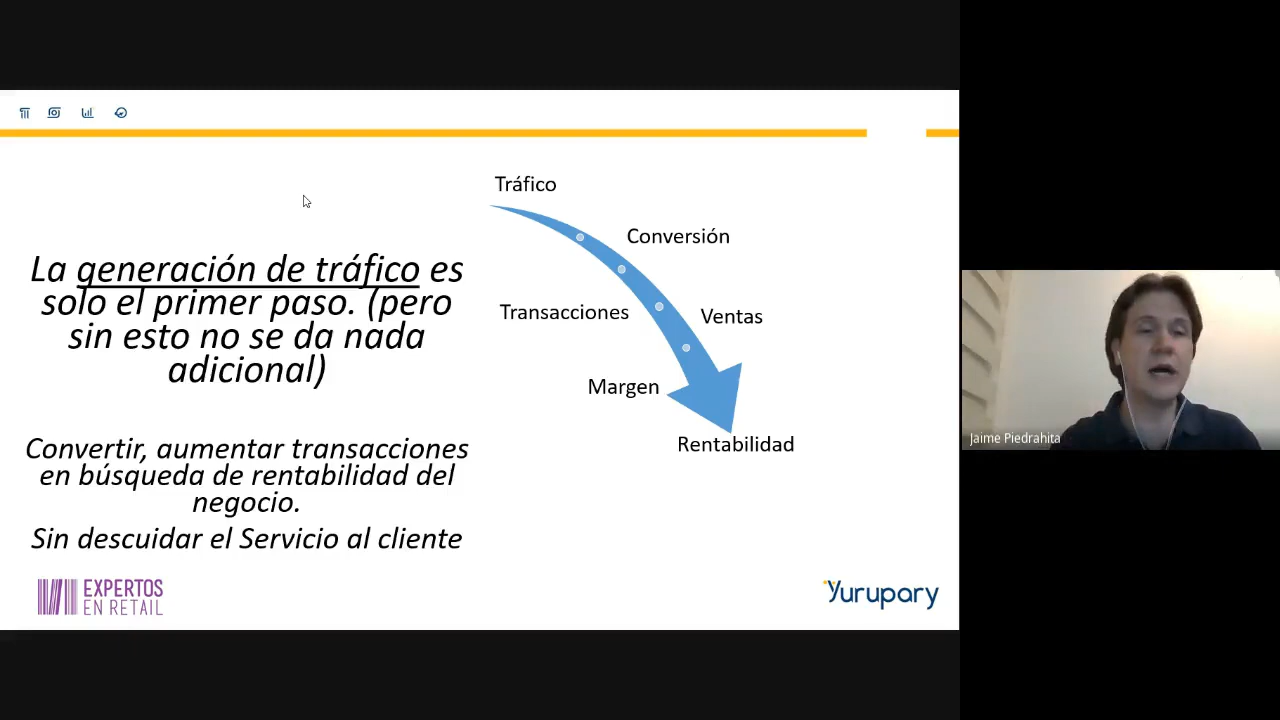 La generación de tráfico es
solo el primer paso. (pero
sin esto no se da nada
adicional)
Convertir, aumentar transacciones
en búsqueda de rentabilidad del
negocio.
Sin descuidar el Servicio al cliente
Tráfico
Conversión
Transacciones
Ventas
Margen
Rentabilidad
EXPERTOS
EN RETAIL
Yurupary
Jaime Piedrahita